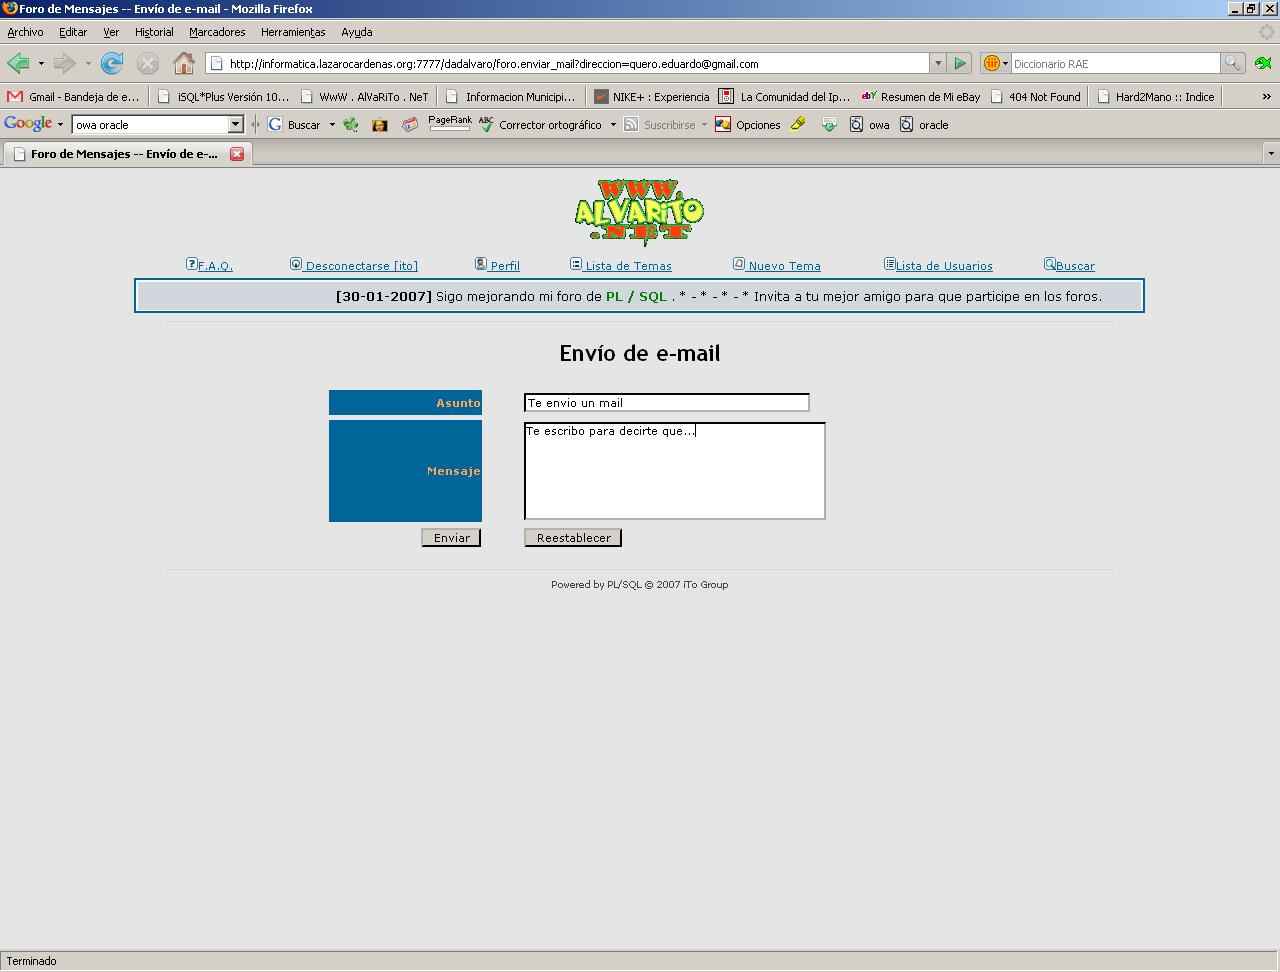 Foro de Mensajes -- Envío de e-mail - Mozilla Firefox
Archivo Editar Ver Historial Marcadores Herramientas Ayuda
http://informatica.lazarocardenas.org:7777/dadalvaro/foro.enviar_mail?direccion=quero.eduardo@gmail.com Diccionario RAE
Gmail - Bandeja de e... iSQL*Plus Versión 10... WwW . AlVaRiTo . NeT Informacion Municipi... NIKE+ : Experiencia La Comunidad del Ip... Resumen de Mi eBay 404 Not Found Hard2Mano :: Indice »
Google owa oracle Buscar PageRank Corrector ortográfico Suscribirse Opciones owa oracle
Foro de Mensajes -- Envío de e-...
WWW.
ALVARITO
.NET
F.A.Q. Desconectarse [ito] Perfil Lista de Temas Nuevo Tema Lista de Usuarios Buscar
[30-01-2007] Sigo mejorando mi foro de PL / SQL . * - * - * - * Invita a tu mejor amigo para que participe en los foros.
Envío de e-mail
Asunto Te envio un mail
Mensaje Te escribo para decirte que...
Enviar Reestablecer
Powered by PL/SQL © 2007 iTo Group
Terminado